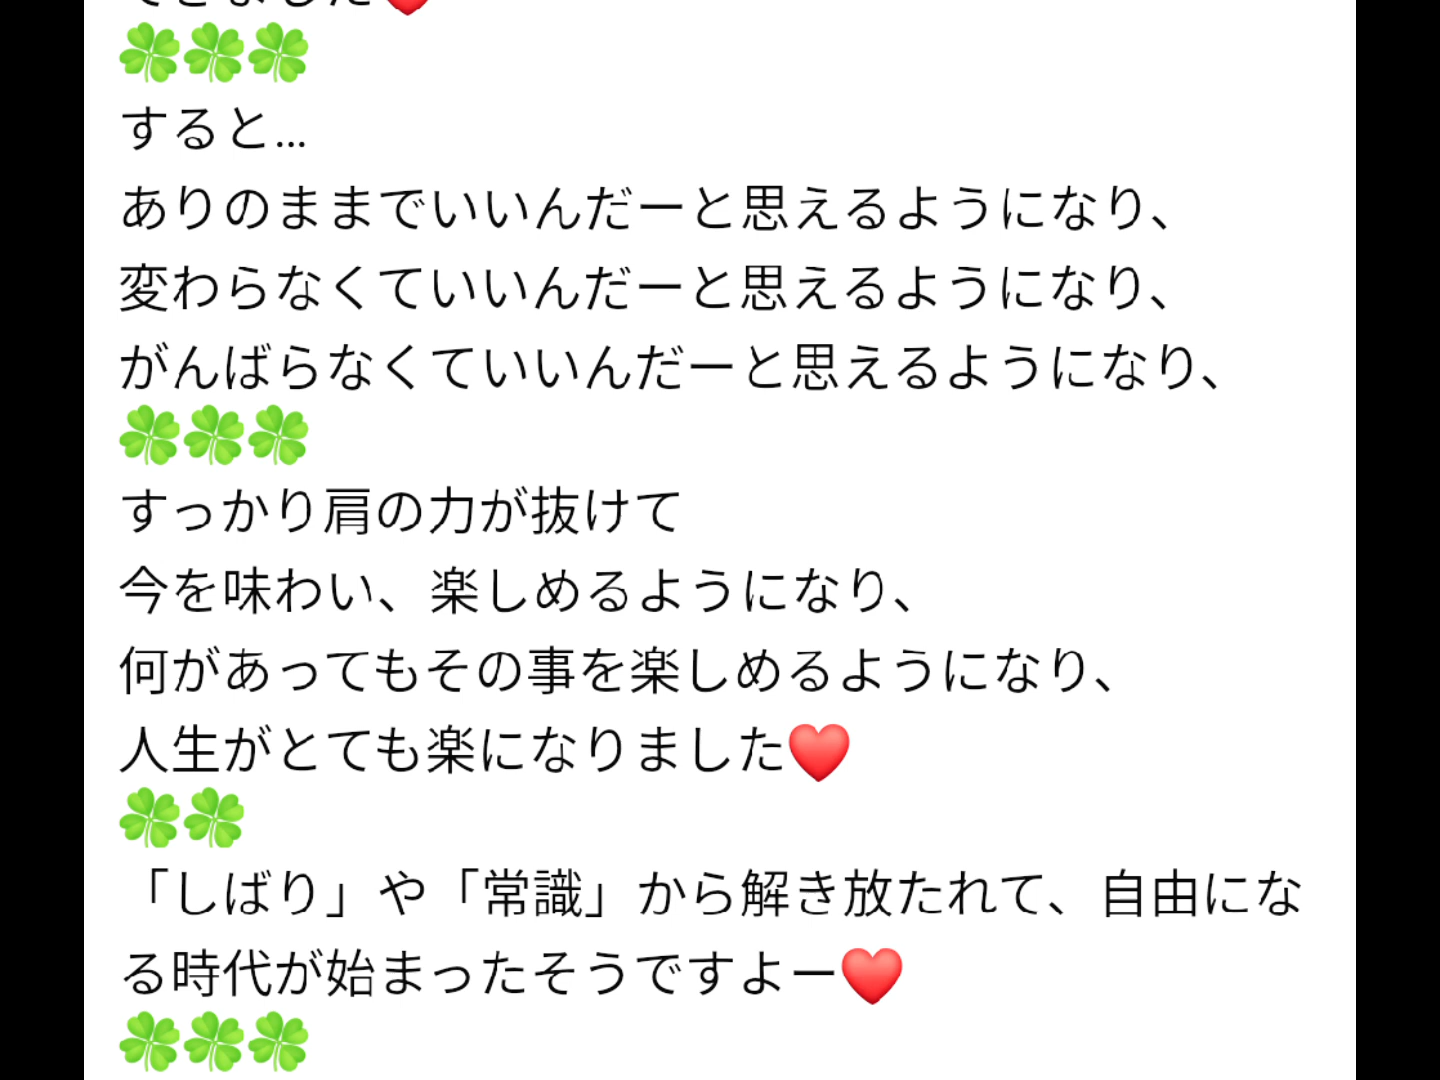 できました❤️
🍀🍀🍀
すると...
ありのままでいいんだーと思えるようになり、
変わらなくていいんだーと思えるようになり、
がんばらなくていいんだーと思えるようになり、
🍀🍀🍀
すっかり肩の力が抜けて
今を味わい、楽しめるようになり、
何があってもその事を楽しめるようになり、
人生がとても楽になりました❤️
🍀🍀
「しばり」や「常識」から解き放たれて、自由にな
る時代が始まったそうですよー❤️
🍀🍀🍀